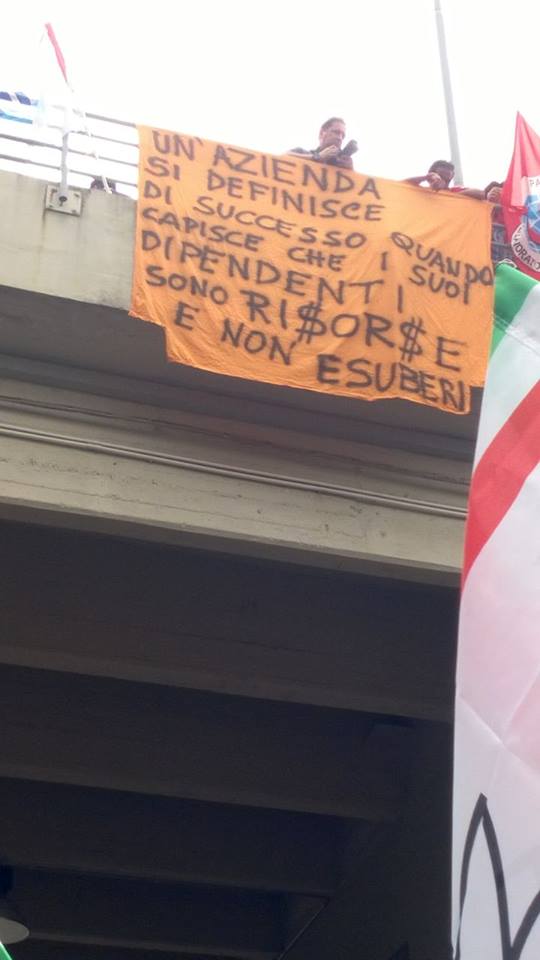 UN'AZIENDA
SI DEFINISCE
DI SUCCESSO QUANDO
CAPISCE CHE I SUOI
DIPENDENTI
SONO RI$OR$E
E NON ESUBERI